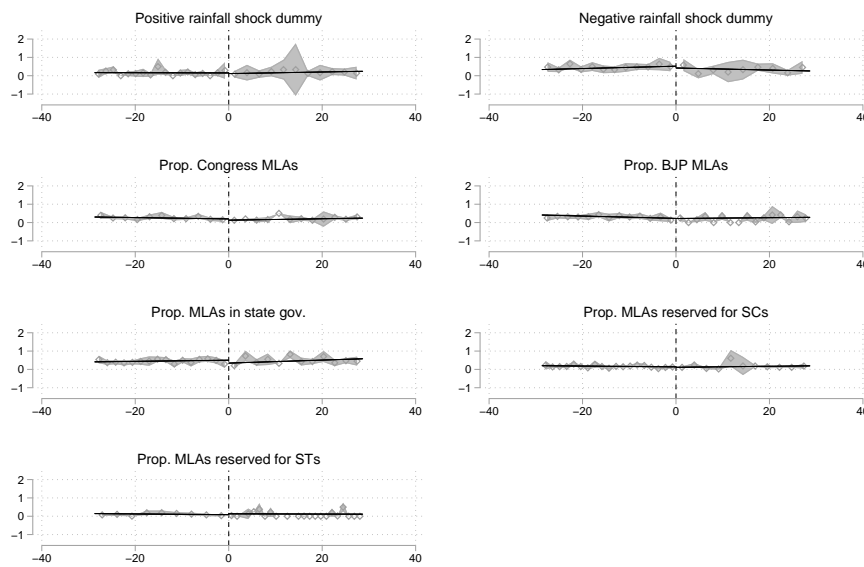 Positive rainfall shock dummy
Negative rainfall shock dummy
2
1
0
−1
−40 −20 0 20 40
2
1
0
−1
−40 −20 0 20 40
Prop. Congress MLAs
Prop. BJP MLAs
2
1
0
−1
−40 −20 0 20 40
2
1
0
−1
−40 −20 0 20 40
Prop. MLAs in state gov.
Prop. MLAs reserved for SCs
2
1
0
−1
−40 −20 0 20 40
2
1
0
−1
−40 −20 0 20 40
Prop. MLAs reserved for STs
2
1
0
−1
−40 −20 0 20 40